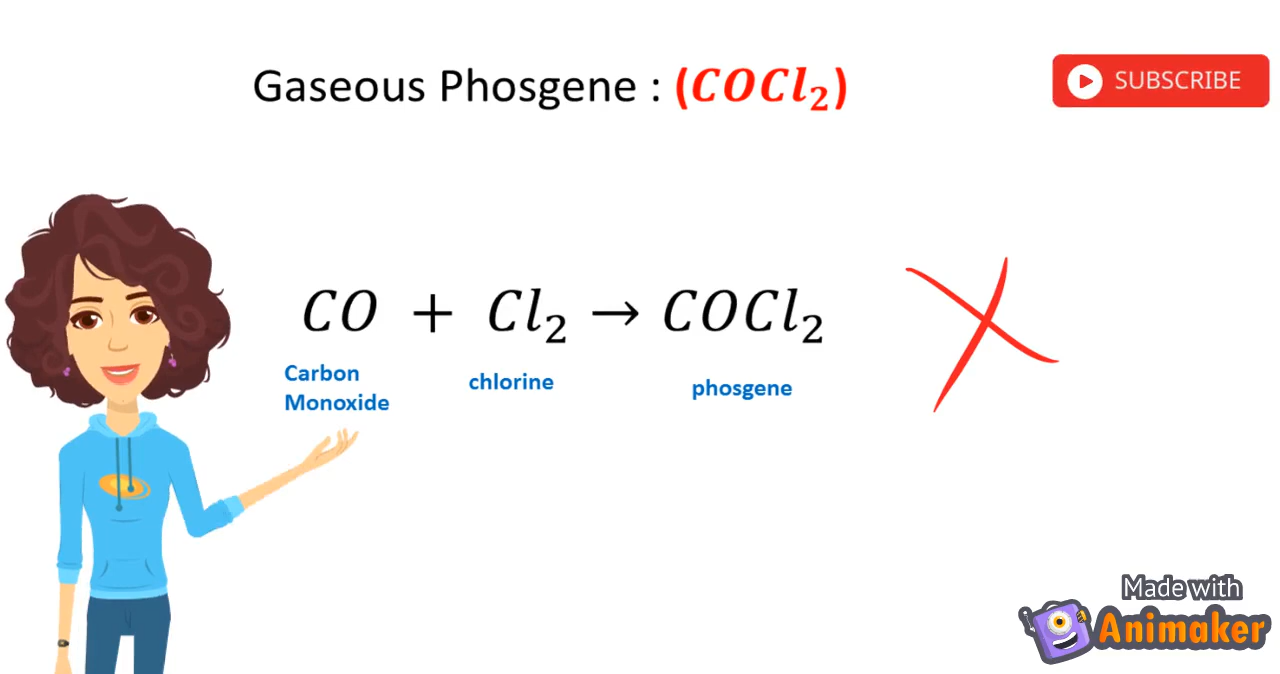 Gaseous Phosgene : (COCl₂)
SUBSCRIBE
CO + Cl₂ → COCl₂
Carbon
Monoxide
chlorine
phosgene
Made with
Animaker